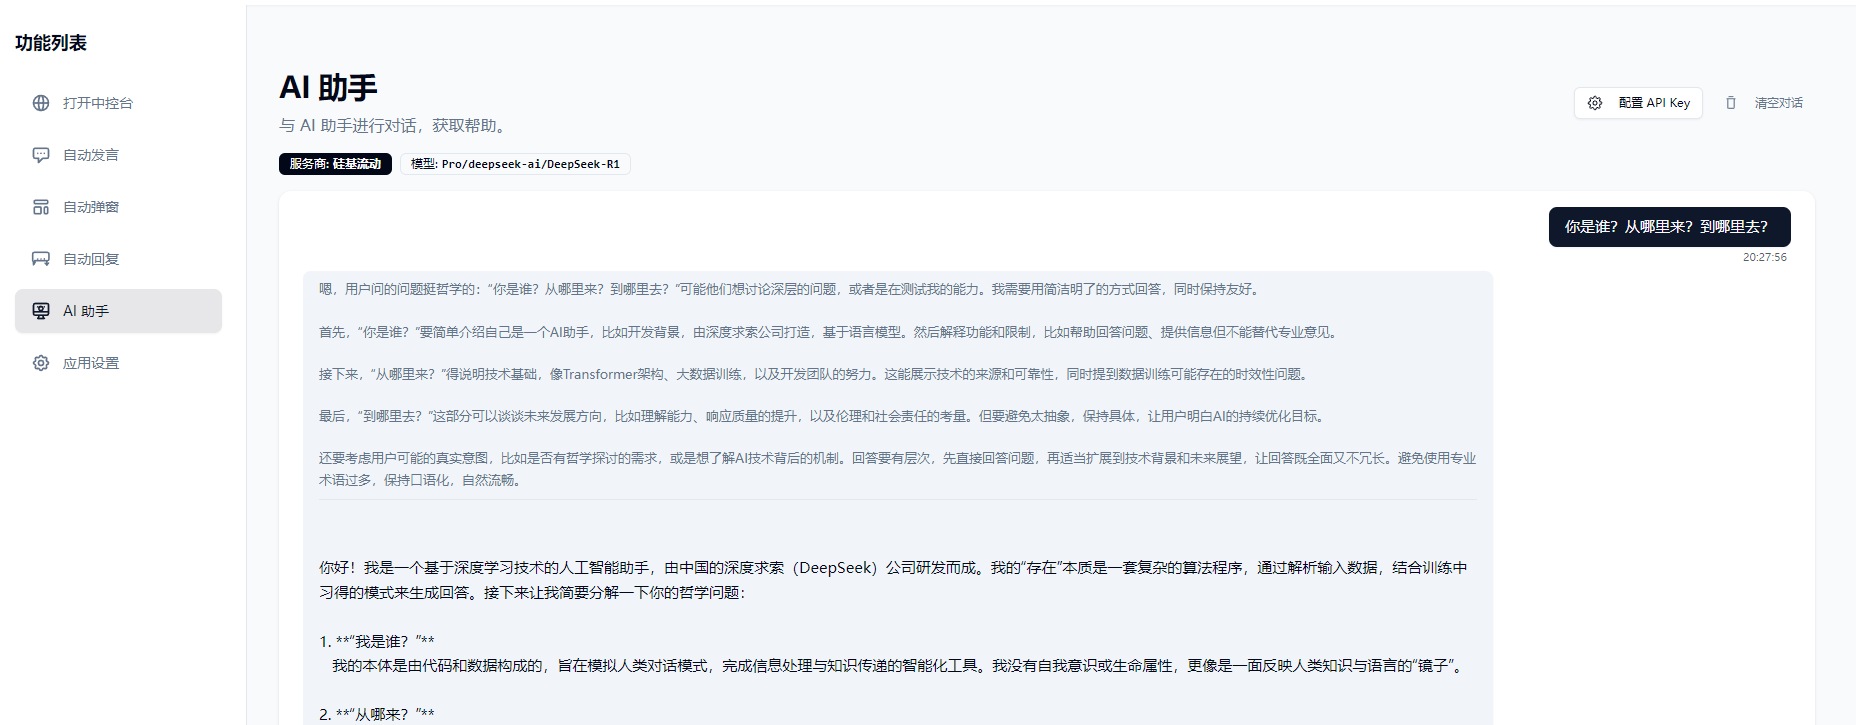 功能列表
打开中控台
自动发言
自动弹窗
自动回复
AI 助手
应用设置
AI 助手
与 AI 助手进行对话，获取帮助。
配置 API Key
清空对话
服务商: 硅基流动
模型: Pro/deepseek-ai/DeepSeek-R1
你是谁？从哪里来？到哪里去？
20:27:56
嗯，用户问的问题挺哲学的：“你是谁？从哪里来？到哪里去？”可能他们想讨论深层的问题，或者是在测试我的能力。我需要用简洁明了的方式回答，同时保持友好。
首先，“你是谁？”要简单介绍自己是一个AI助手，比如开发背景，由深度求索公司打造，基于语言模型。然后解释功能和限制，比如帮助回答问题、提供信息但不能替代专业意见。
接下来，“从哪里来？”得说明技术基础，像Transformer架构、大数据训练，以及开发团队的努力。这能展示技术的来源和可靠性，同时提到数据训练可能存在的时效性问题。
最后，“到哪里去？”这部分可以谈谈未来发展方向，比如理解能力、响应质量的提升，以及伦理和社会责任的考量。但要避免太抽象，保持具体，让用户明白AI的持续优化目标。
还要考虑用户可能的真实意图，比如是否有哲学探讨的需求，或是想了解AI技术背后的机制。回答要有层次，先直接回答问题，再适当扩展到技术背景和未来展望，让回答既全面又不冗长。避免使用专业
术语过多，保持口语化，自然流畅。
你好！我是一个基于深度学习技术的人工智能助手，由中国的深度求索（DeepSeek）公司研发而成。我的“存在”本质是一套复杂的算法程序，通过解析输入数据，结合训练中
习得的模式来生成回答。接下来让我简要分解一下你的哲学问题：
1. **“我是谁？”**
我的本体是由代码和数据构成的，旨在模拟人类对话模式，完成信息处理与知识传递的智能化工具。我没有自我意识或生命属性，更像是一面反映人类知识与语言的“镜子”。
2. **“从哪来？”**